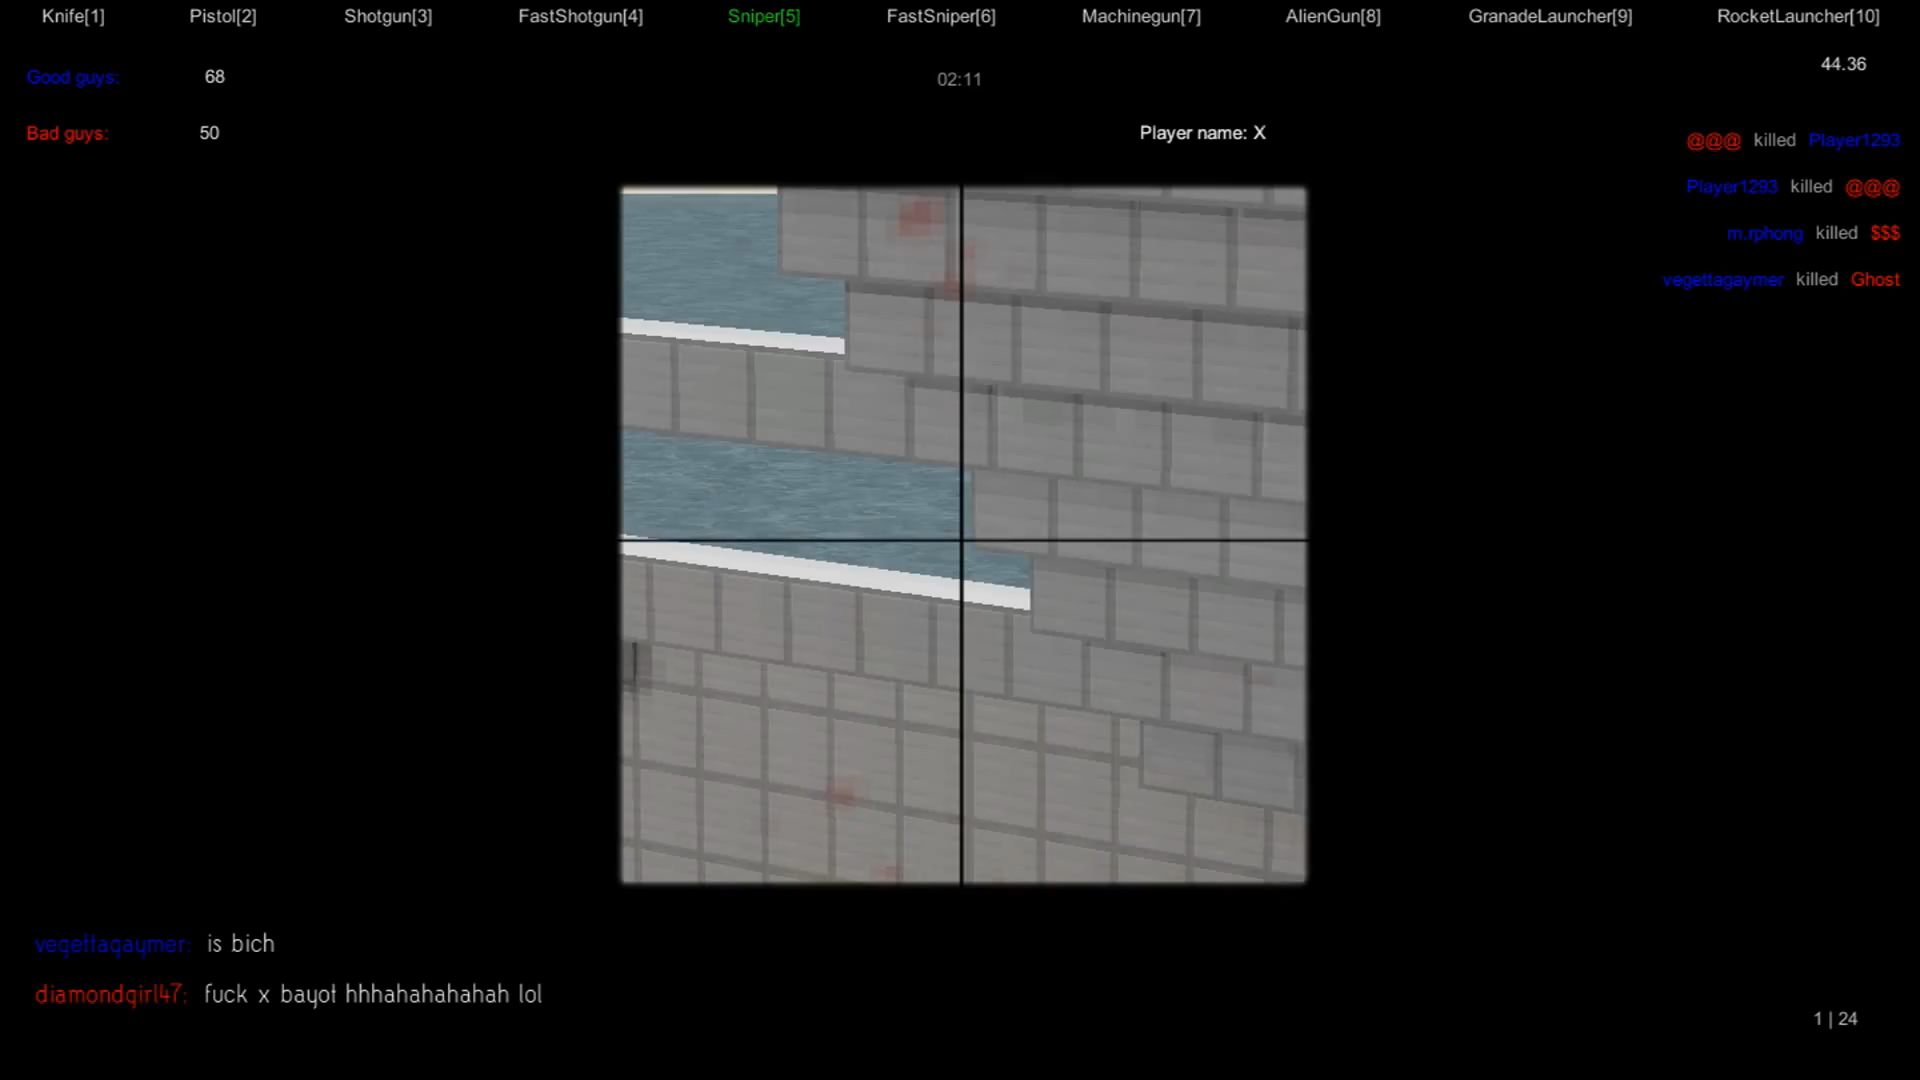 Knife[1] Pistol[2] Shotgun[3] FastShotgun[4] Sniper[5] FastSniper[6] Machinegun[7] AlienGun[8] GranadeLauncher[9] RocketLauncher[10]
Good guys: 68 02:11 44.36
Bad guys: 50 Player name: X
@@@ killed Player1293
Player1293 killed @@@
m.rphong killed $$$
vegettagaymer killed Ghost
vegettagaymer: is bich
diamondgirl47: fuck x bayot hhhahahahahah lol
1 | 24